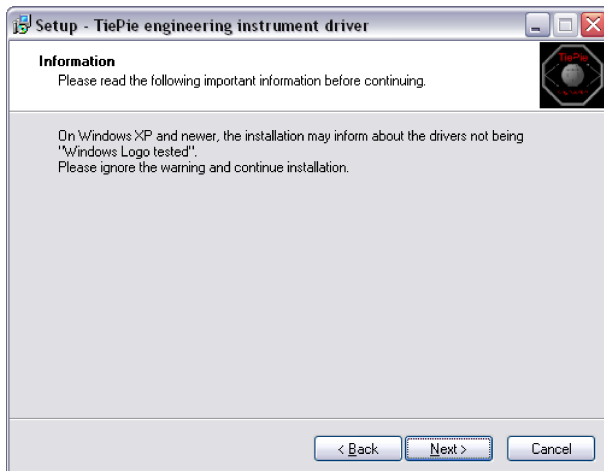 Setup - TiePie engineering instrument driver
Information
Please read the following important information before continuing.
TiePie
On Windows XP and newer, the installation may inform about the drivers not being
"Windows Logo tested".
Please ignore the warning and continue installation.
< Back
Next >
Cancel